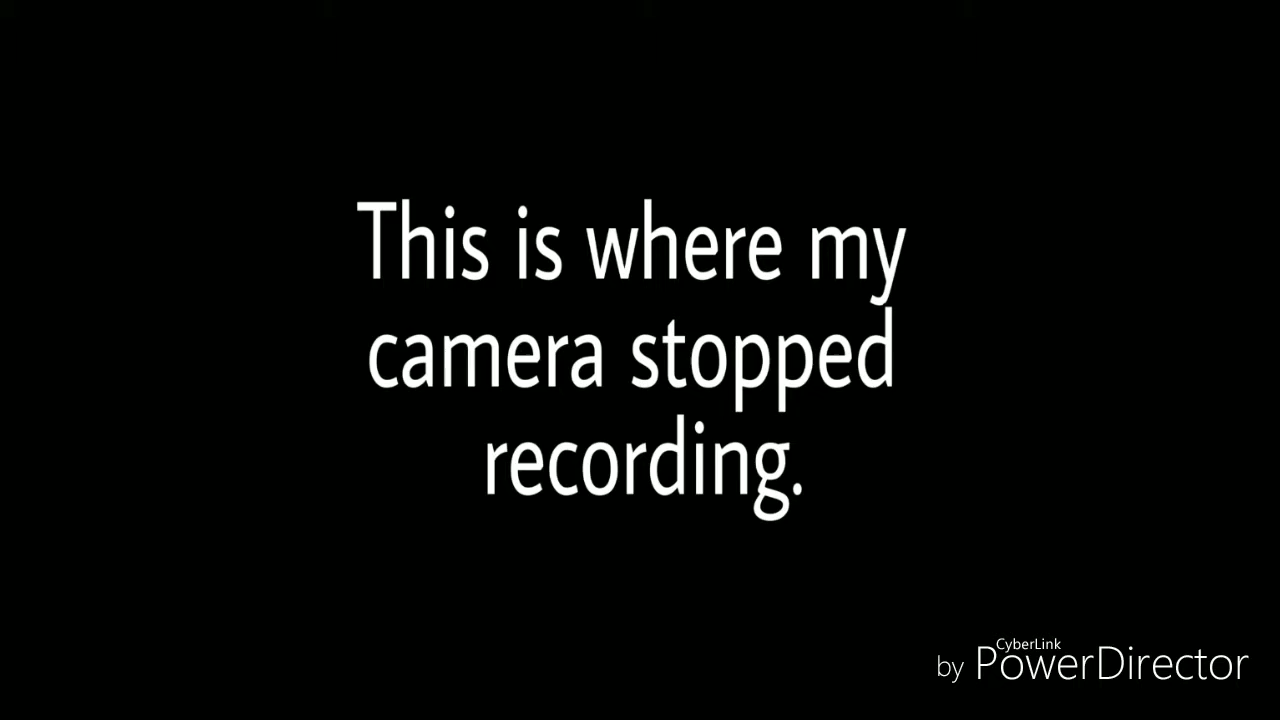 This is where my
camera stopped
recording.
CyberLink
by PowerDirector